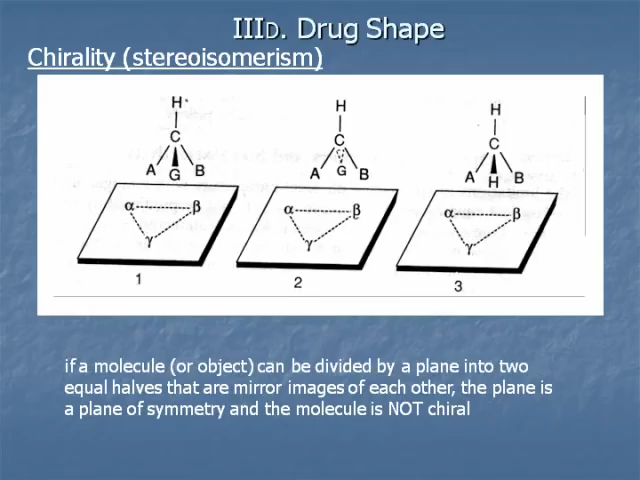 IIID. Drug Shape
Chirality (stereoisomerism)
H H H
C C C
A G B A G B A H B
α β α β α β
γ γ γ
1 2 3
if a molecule (or object) can be divided by a plane into two
equal halves that are mirror images of each other, the plane is
a plane of symmetry and the molecule is NOT chiral